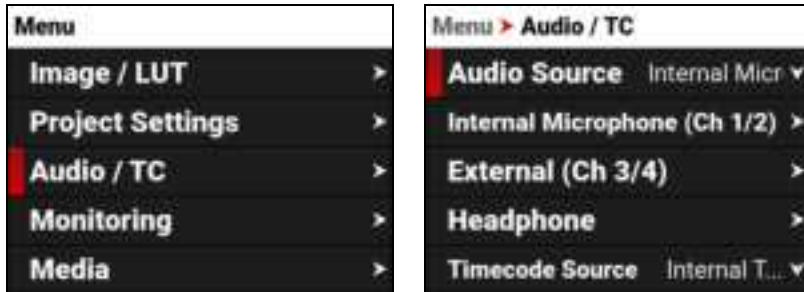 Menu
Image / LUT
Project Settings
Audio / TC
Monitoring
Media
Menu > Audio / TC
Audio Source Internal Micr
Internal Microphone (Ch 1/2)
External (Ch 3/4)
Headphone
Timecode Source Internal T...